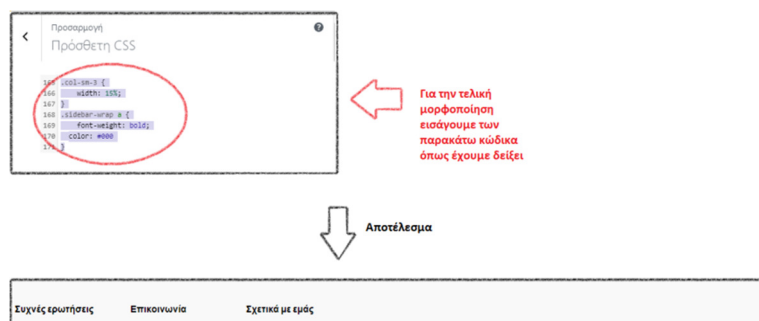 Προσαρμογή
Πρόσθετη CSS
165 .col-sm-3 {
166 width: 15%;
167 }
168 .sidebar-wrap a {
169 font-weight: bold;
170 color: #000
171 }
Για την τελική
μορφοποίηση
εισάγουμε των
παρακάτω κώδικα
όπως έχουμε δείξει
Αποτέλεσμα
Συχνές ερωτήσεις Επικοινωνία Σχετικά με εμάς